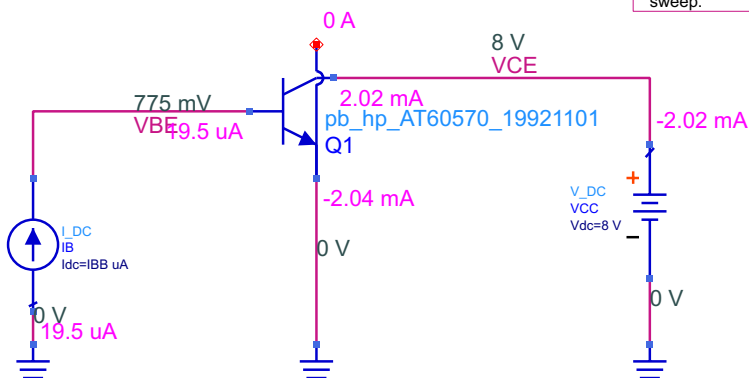 sweep.
0 A
8 V
VCE
775 mV
VBE
19.5 uA
2.02 mA
pb_hp_AT60570_19921101
Q1
-2.02 mA
-2.04 mA
I_DC
IB
Idc=IBB uA
+
V_DC
VCC
Vdc=8 V
0 V
0 V
0 V
19.5 uA